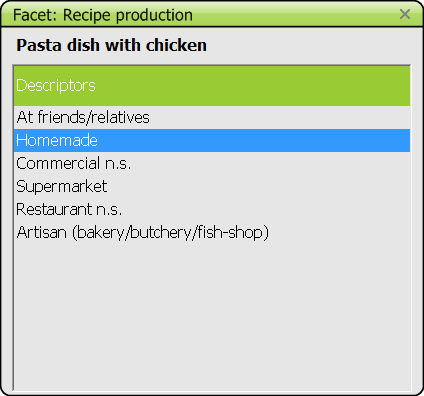 Facet: Recipe production
Pasta dish with chicken
Descriptors
At friends/relatives
Homemade
Commercial n.s.
Supermarket
Restaurant n.s.
Artisan (bakery/butchery/fish-shop)